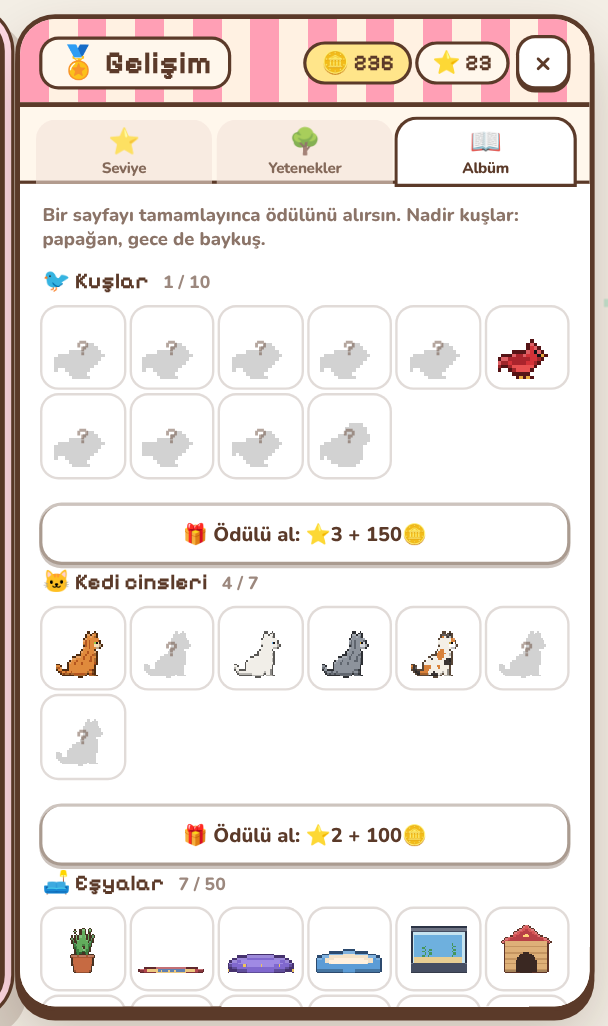 Gelişim
236
23
×
Seviye
Yetenekler
Albüm
Bir sayfayı tamamlayınca ödülünü alırsın. Nadir kuşlar:
papağan, gece de baykuş.
Kuşlar 1 / 10
? ? ? ? ?
? ? ? ?
Ödülü al: ⭐3 + 150🪙
Kedi cinsleri 4 / 7
? ?
?
Ödülü al: ⭐2 + 100🪙
Eşyalar 7 / 50